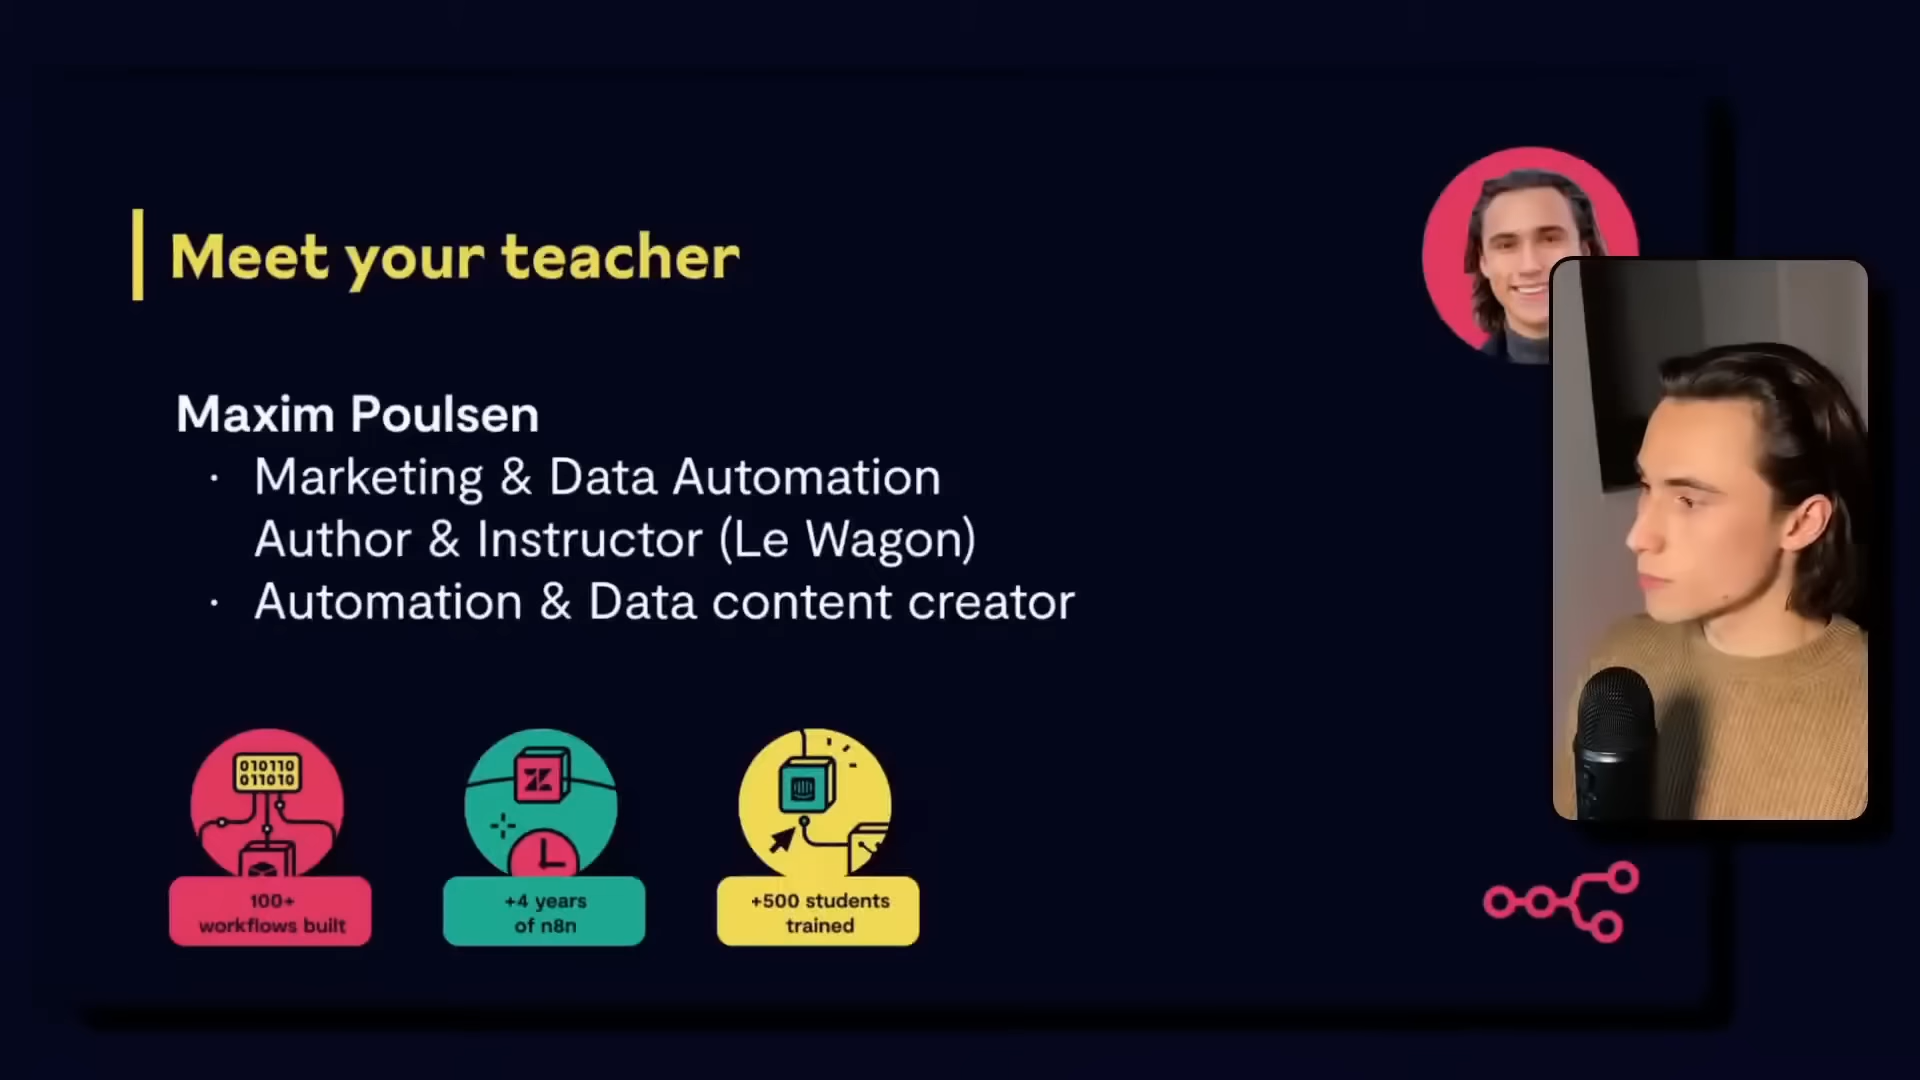 Meet your teacher
Maxim Poulsen
· Marketing & Data Automation
Author & Instructor (Le Wagon)
· Automation & Data content creator
010110
011010
100+
workflows built
+4 years
of n8n
+500 students
trained